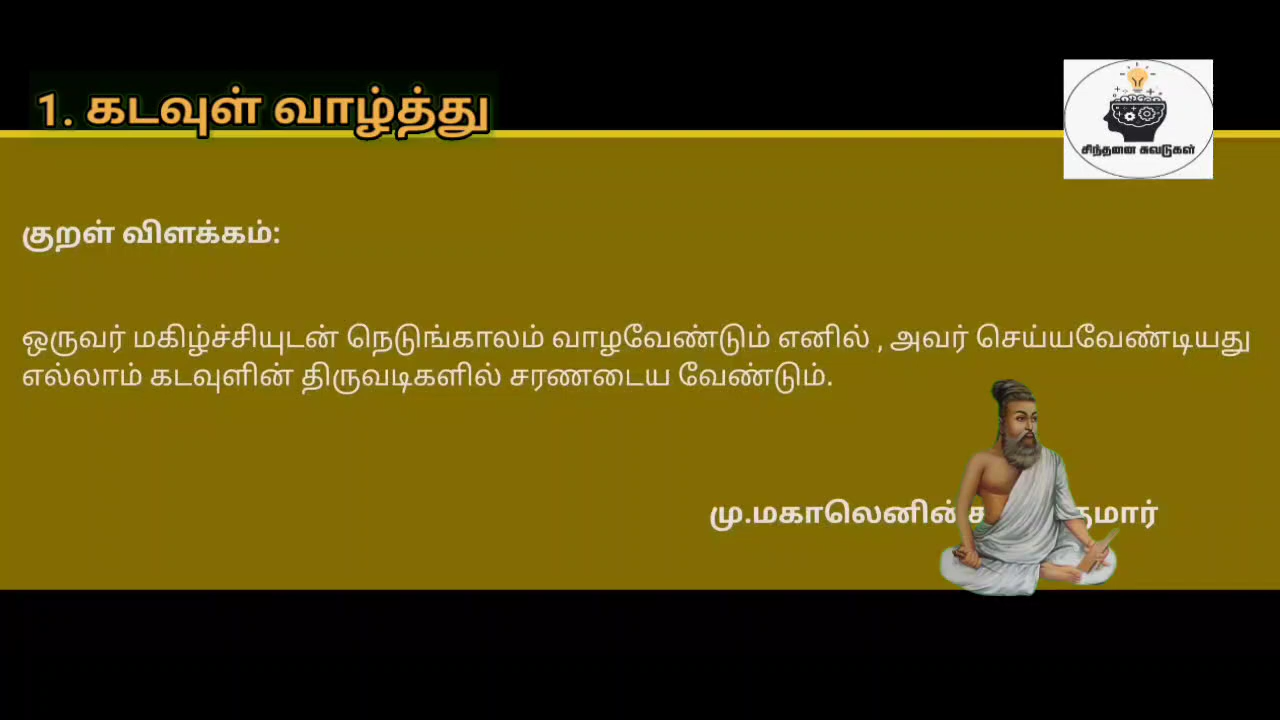 1. கடவுள் வாழ்த்து
சிந்தனை சுவடுகள்
குறள் விளக்கம்:
ஒருவர் மகிழ்ச்சியுடன் நெடுங்காலம் வாழவேண்டும் எனில் , அவர் செய்யவேண்டியது
எல்லாம் கடவுளின் திருவடிகளில் சரணடைய வேண்டும்.
மு.மகாலெனின்